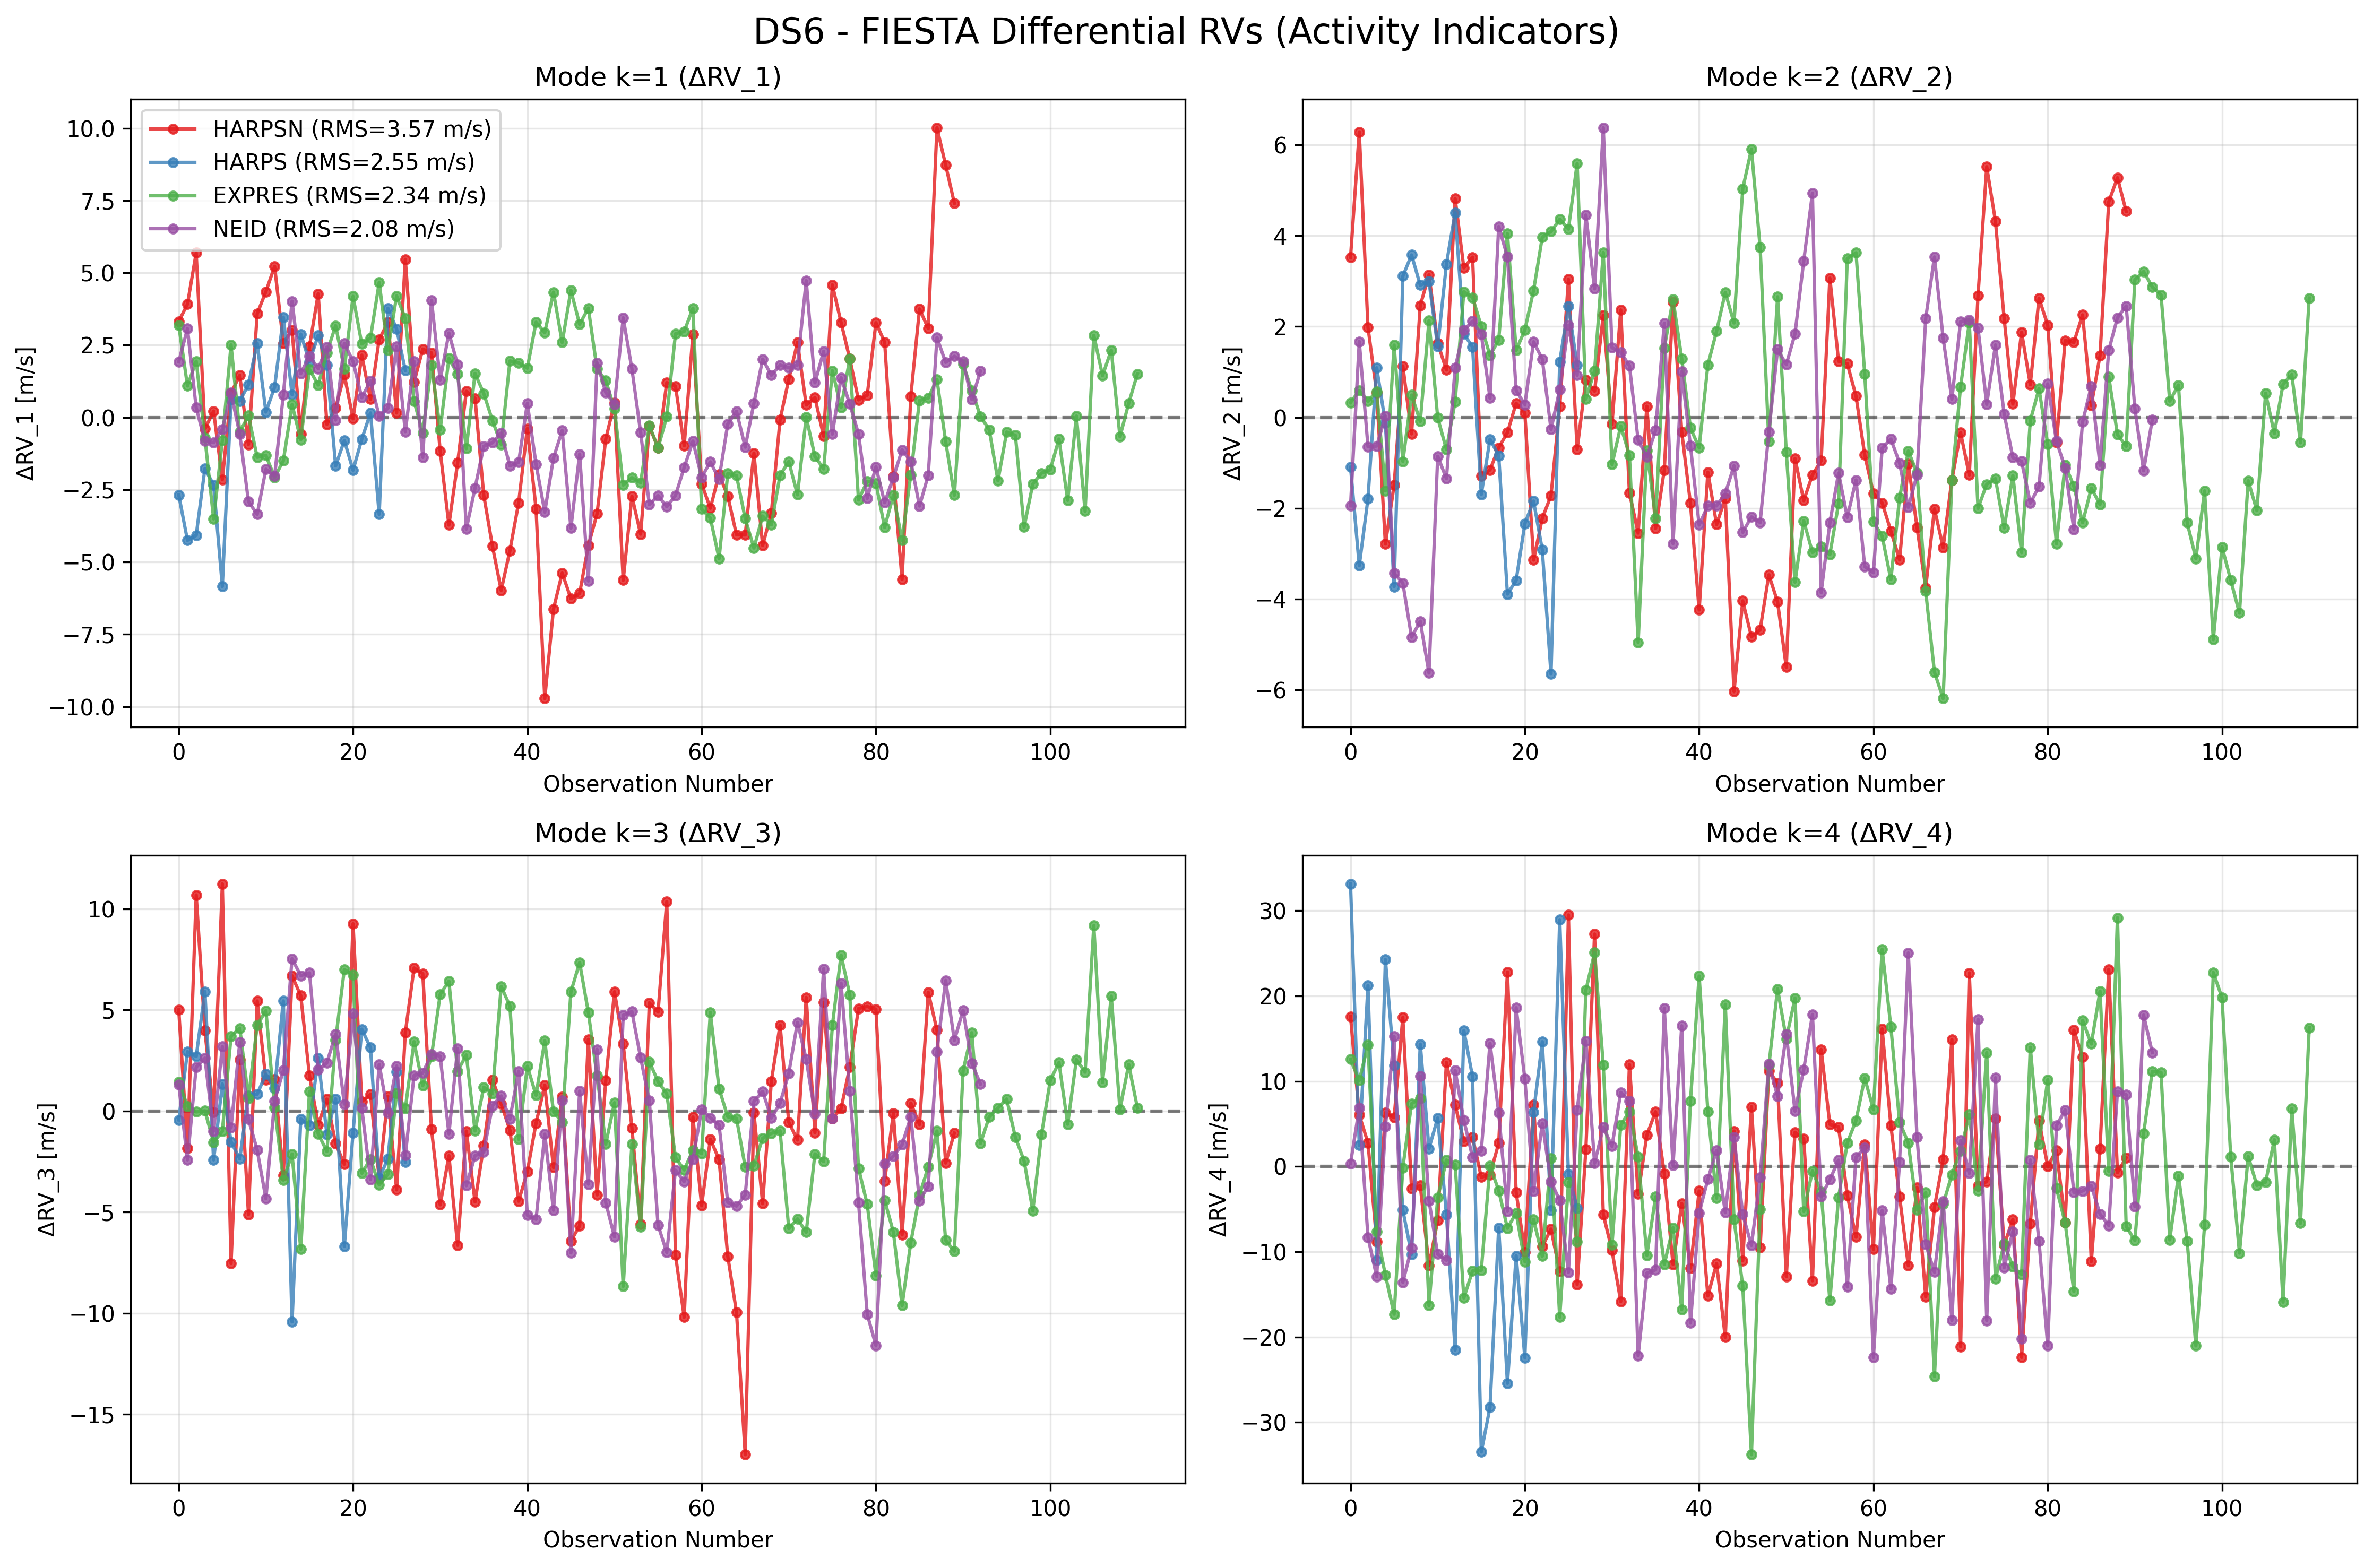 DS6 - FIESTA Differential RVs (Activity Indicators)
Mode k=1 (ΔRV_1)
ΔRV_1 [m/s]
10.0
7.5
5.0
2.5
0.0
−2.5
−5.0
−7.5
−10.0
HARPSN (RMS=3.57 m/s)
HARPS (RMS=2.55 m/s)
EXPRES (RMS=2.34 m/s)
NEID (RMS=2.08 m/s)
0 20 40 60 80 100
Observation Number
Mode k=2 (ΔRV_2)
ΔRV_2 [m/s]
6
4
2
0
−2
−4
−6
0 20 40 60 80 100
Observation Number
Mode k=3 (ΔRV_3)
ΔRV_3 [m/s]
10
5
0
−5
−10
−15
0 20 40 60 80 100
Observation Number
Mode k=4 (ΔRV_4)
ΔRV_4 [m/s]
30
20
10
0
−10
−20
−30
0 20 40 60 80 100
Observation Number